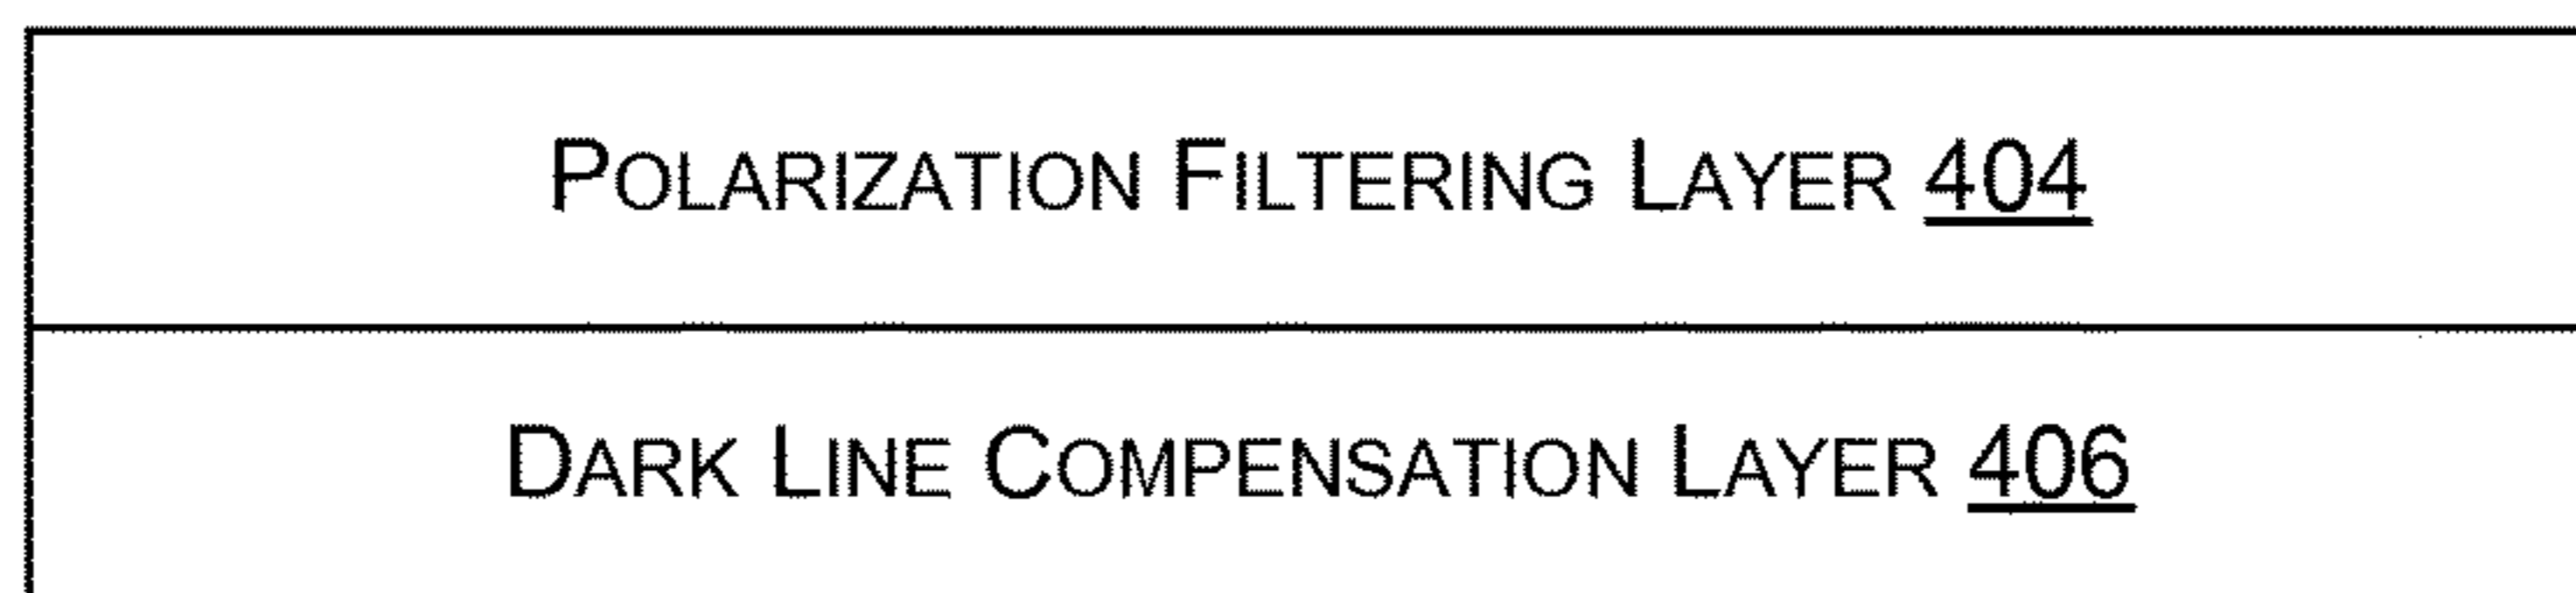 POLARIZATION FILTERING LAYER 404
DARK LINE COMPENSATION LAYER 406